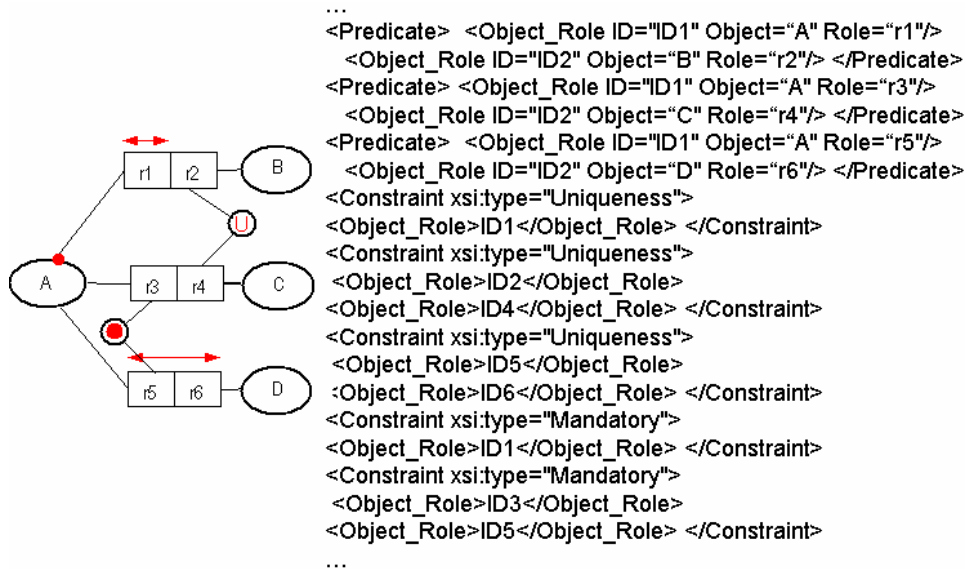 …
<Predicate> <Object_Role ID="ID1" Object=“A" Role=“r1"/>
<Object_Role ID="ID2" Object=“B" Role=“r2"/> </Predicate>
<Predicate> <Object_Role ID="ID1" Object=“A" Role=“r3"/>
<Object_Role ID="ID2" Object=“C" Role=“r4"/> </Predicate>
<Predicate> <Object_Role ID="ID1" Object=“A" Role=“r5"/>
<Object_Role ID="ID2" Object=“D" Role=“r6"/> </Predicate>
<Constraint xsi:type="Uniqueness">
<Object_Role>ID1</Object_Role> </Constraint>
<Constraint xsi:type="Uniqueness">
<Object_Role>ID2</Object_Role>
<Object_Role>ID4</Object_Role> </Constraint>
<Constraint xsi:type="Uniqueness">
<Object_Role>ID5</Object_Role>
<Object_Role>ID6</Object_Role> </Constraint>
<Constraint xsi:type="Mandatory">
<Object_Role>ID1</Object_Role> </Constraint>
<Constraint xsi:type="Mandatory">
<Object_Role>ID3</Object_Role>
<Object_Role>ID5</Object_Role> </Constraint>
…
r1 r2 B
U
A r3 r4 C
r5 r6 D